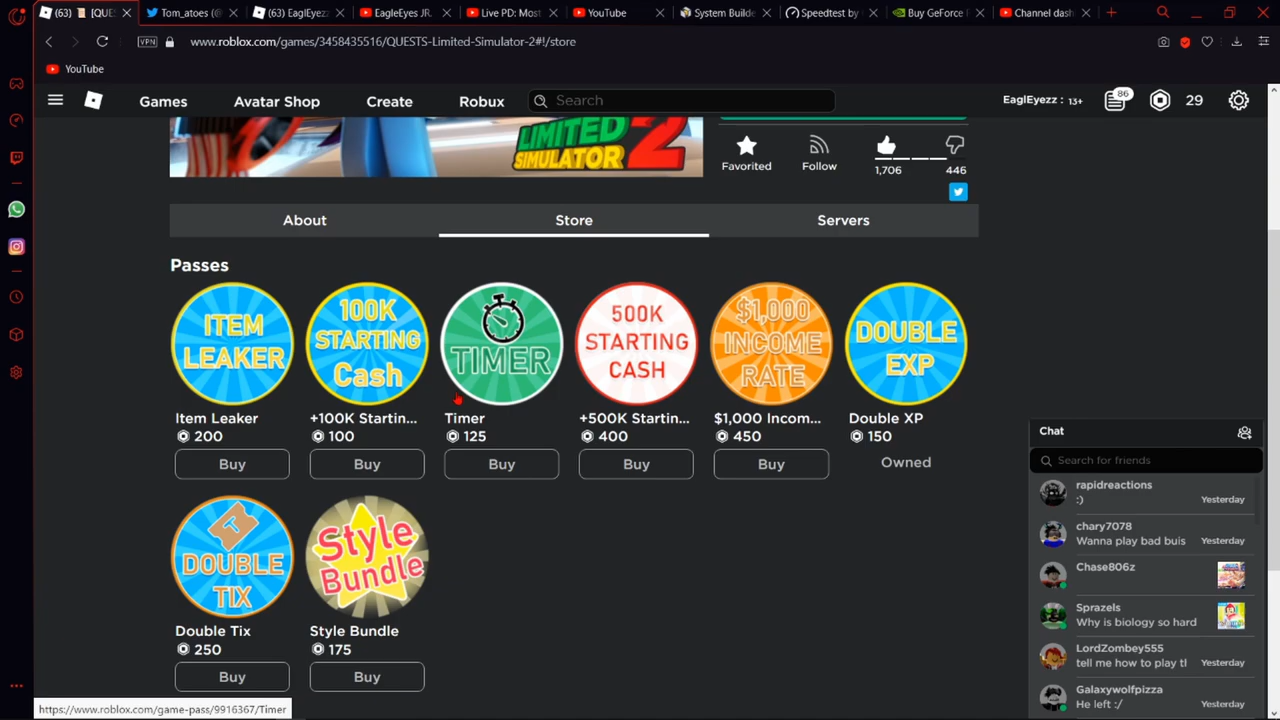 (63) [QUES
Tom_atoes (@
(63) EaglEyezz
EagleEyes JR
Live PD: Most
YouTube
System Builde
Speedtest by
Buy GeForce
Channel dash
VPN
www.roblox.com/games/3458435516/QUESTS-Limited-Simulator-2#!/store
YouTube
Games
Avatar Shop
Create
Robux
Search
EaglEyezz : 13+
86
29
LIMITED
SIMULATOR 2
Favorited
Follow
1,706
446
About
Store
Servers
Passes
ITEM
LEAKER
100K
STARTING
Cash
TIMER
500K
STARTING
CASH
$1,000
INCOME
RATE
DOUBLE
EXP
Item Leaker
+100K Startin...
Timer
+500K Startin...
$1,000 Incom...
Double XP
200
100
125
400
450
150
Buy
Buy
Buy
Buy
Buy
Owned
T
DOUBLE
TIX
Style
Bundle
Double Tix
Style Bundle
250
175
Buy
Buy
Chat
Search for friends
rapidreactions
:)
Yesterday
chary7078
Wanna play bad buis
Yesterday
Chase806z
Sprazels
Why is biology so hard
LordZombey555
tell me how to play tl
Yesterday
Galaxywolfpizza
He left :/
Yesterday
https://www.roblox.com/game-pass/9916367/Timer